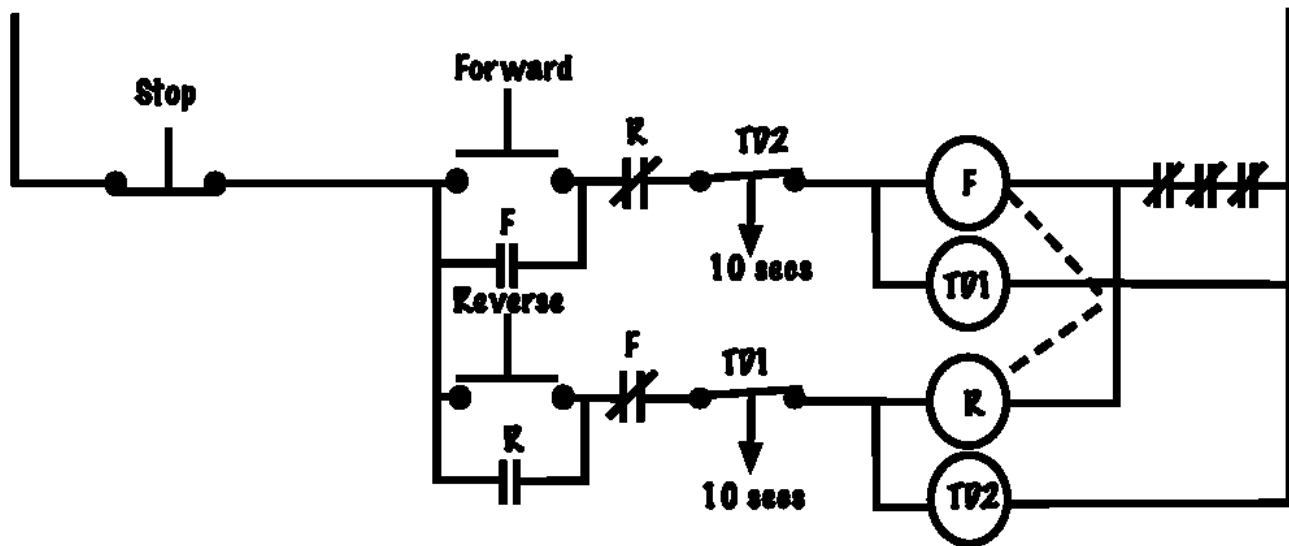 Forward
Stop
R
TD2
F
F
10 secs
TD1
Reverse
F
TD1
R
R
10 secs
TD2